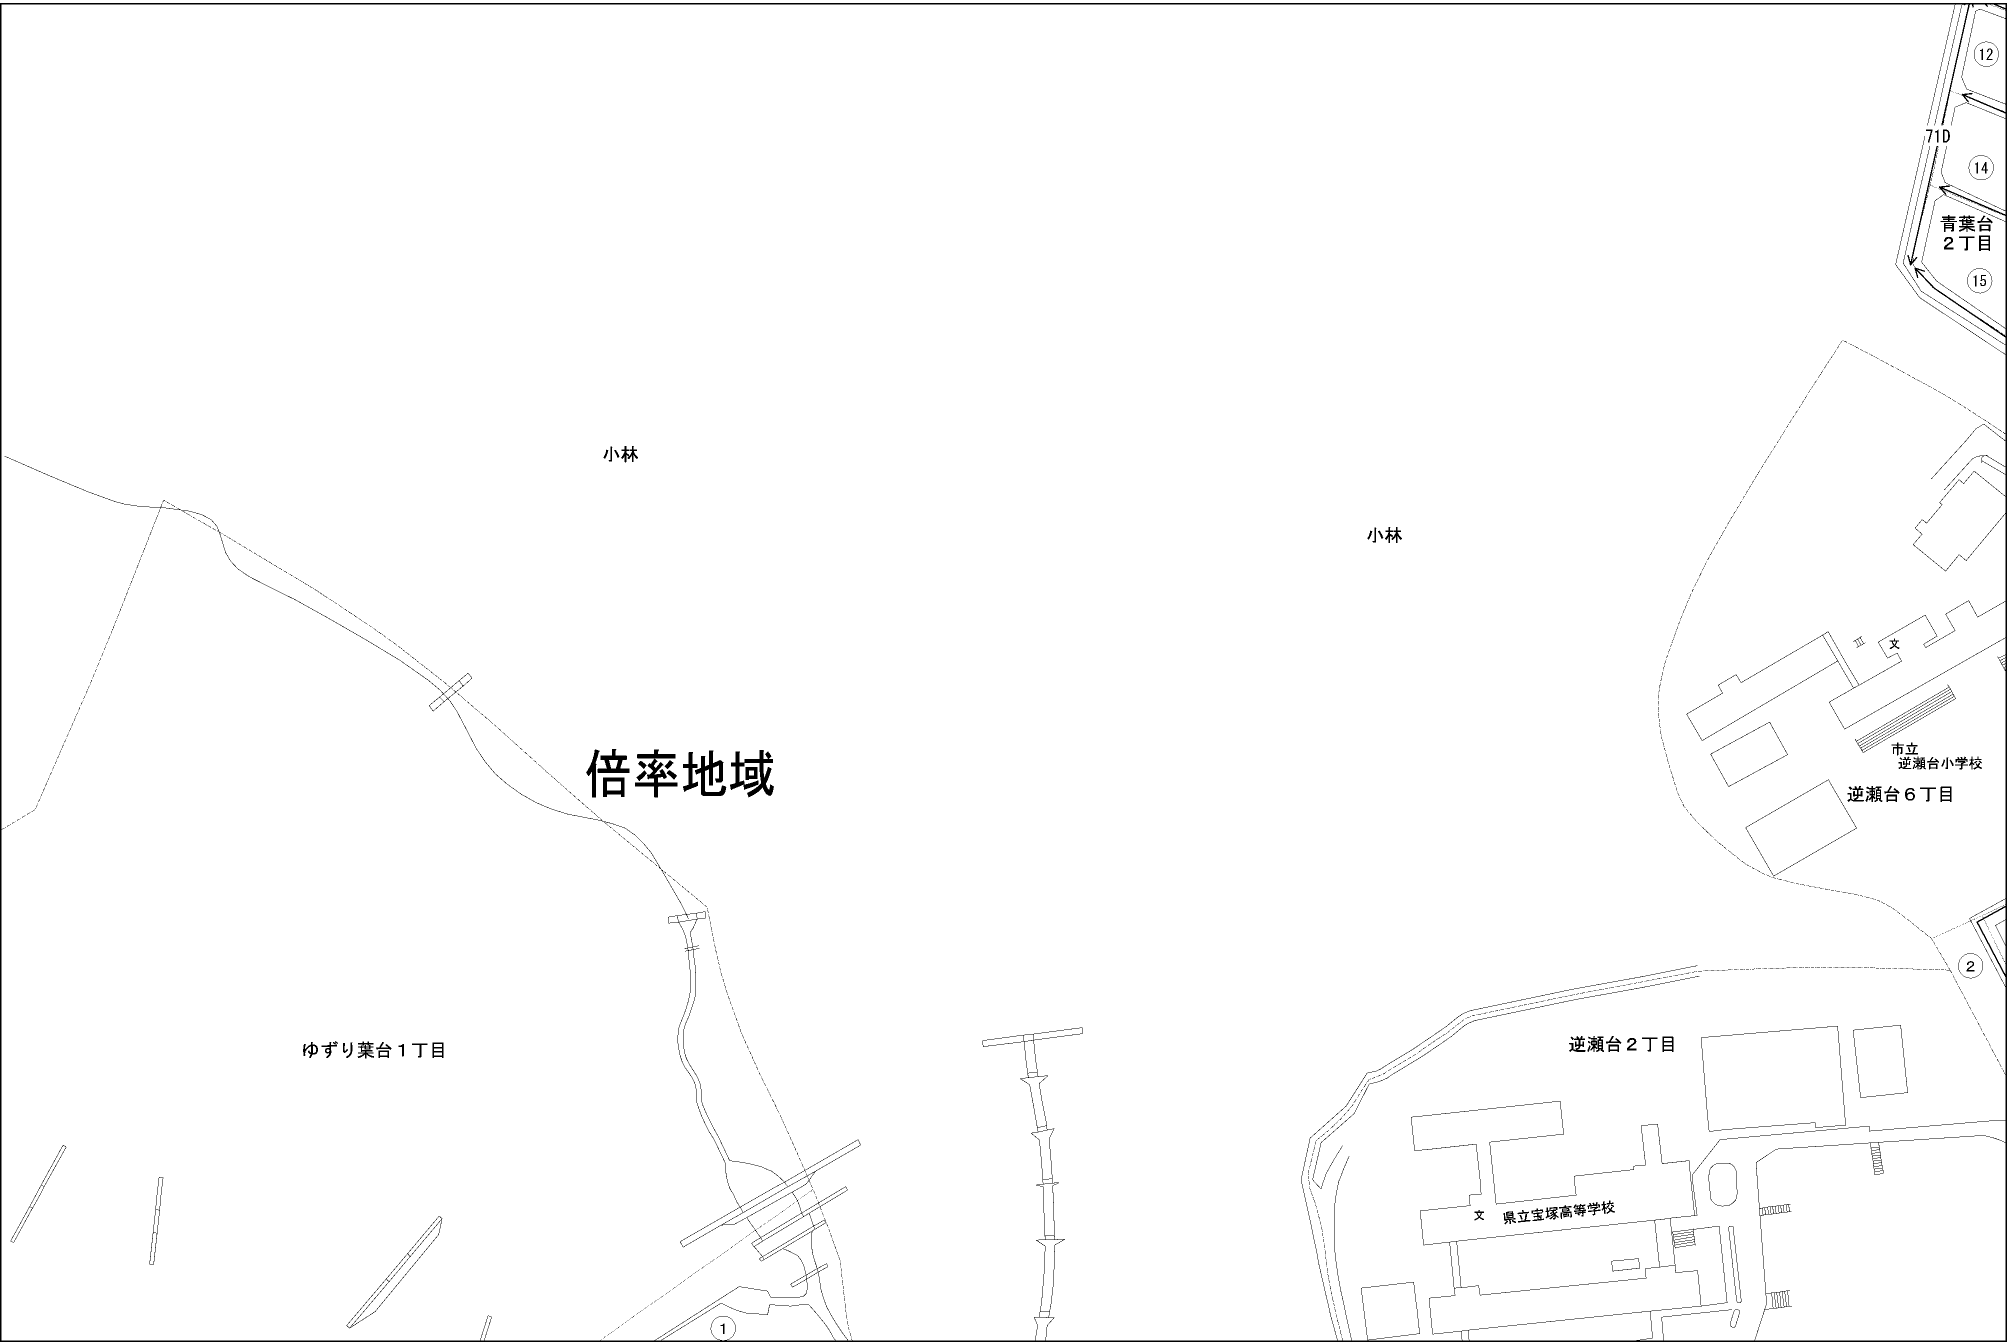 12
71D
14
青葉台
２丁目
15
小林
小林
文
市立
逆瀬台小学校
倍率地域
逆瀬台６丁目
2
ゆずり葉台１丁目
逆瀬台２丁目
文 県立宝塚高等学校
1